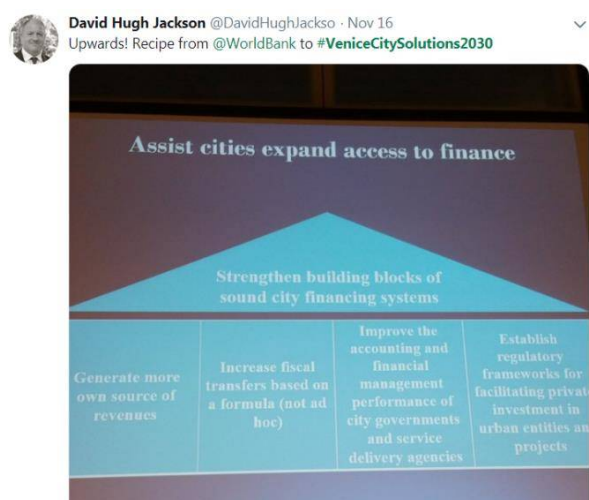 David Hugh Jackson @DavidHughJackso · Nov 16
Upwards! Recipe from @WorldBank to #VeniceCitySolutions2030
Assist cities expand access to finance
Strengthen building blocks of
sound city financing systems
Generate more
own source of
revenues
Increase fiscal
transfers based on
a formula (not ad
hoc)
Improve the
accounting and
financial
management
performance of
city governments
and service
delivery agencies
Establish
regulatory
frameworks for
facilitating privat
investment in
urban entities an
projects